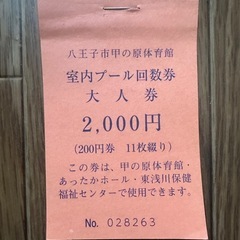 八王子市甲の原体育館
室内プール回数券
大人券
2,000円
(200円券 11枚綴り)
この券は、甲の原体育館・
あったかホール・東浅川保健
福祉センターで使用できます。
No. 028263